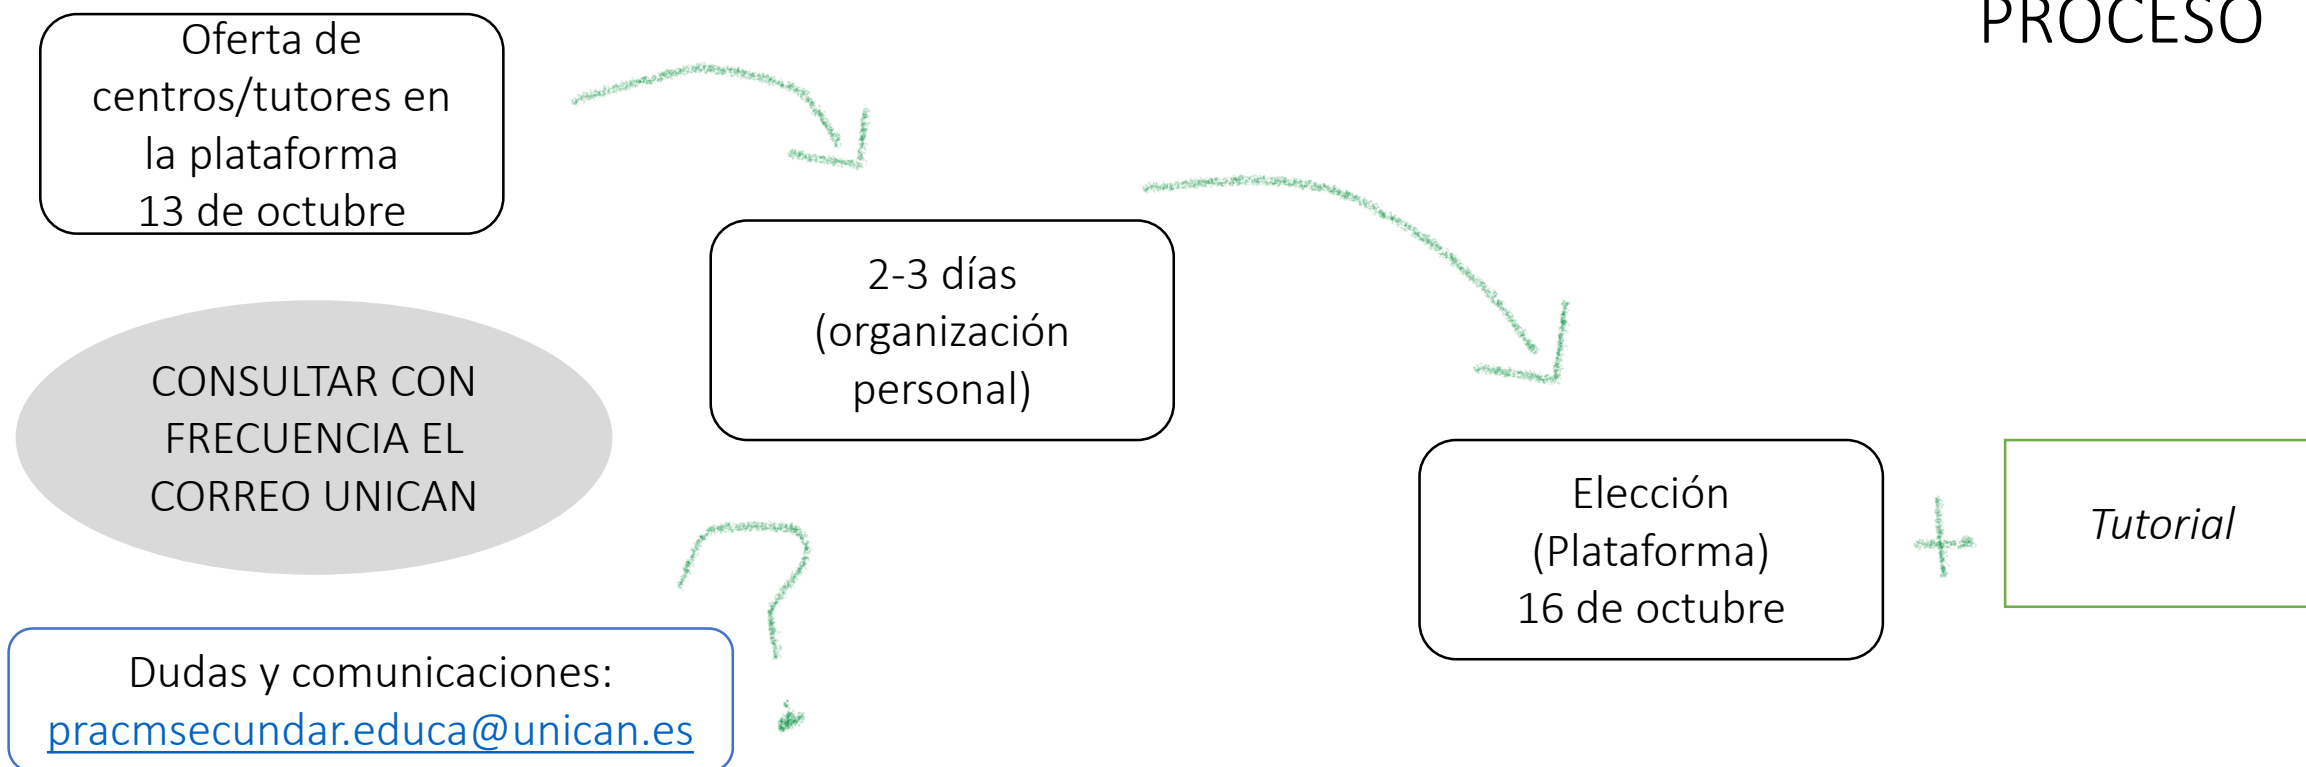 PROCESO
Oferta de
centros/tutores en
la plataforma
13 de octubre
2-3 días
(organización
personal)
CONSULTAR CON
FRECUENCIA EL
CORREO UNICAN
Elección
(Plataforma)
16 de octubre
+
Tutorial
?
Dudas y comunicaciones:
pracmsecundar.educa@unican.es